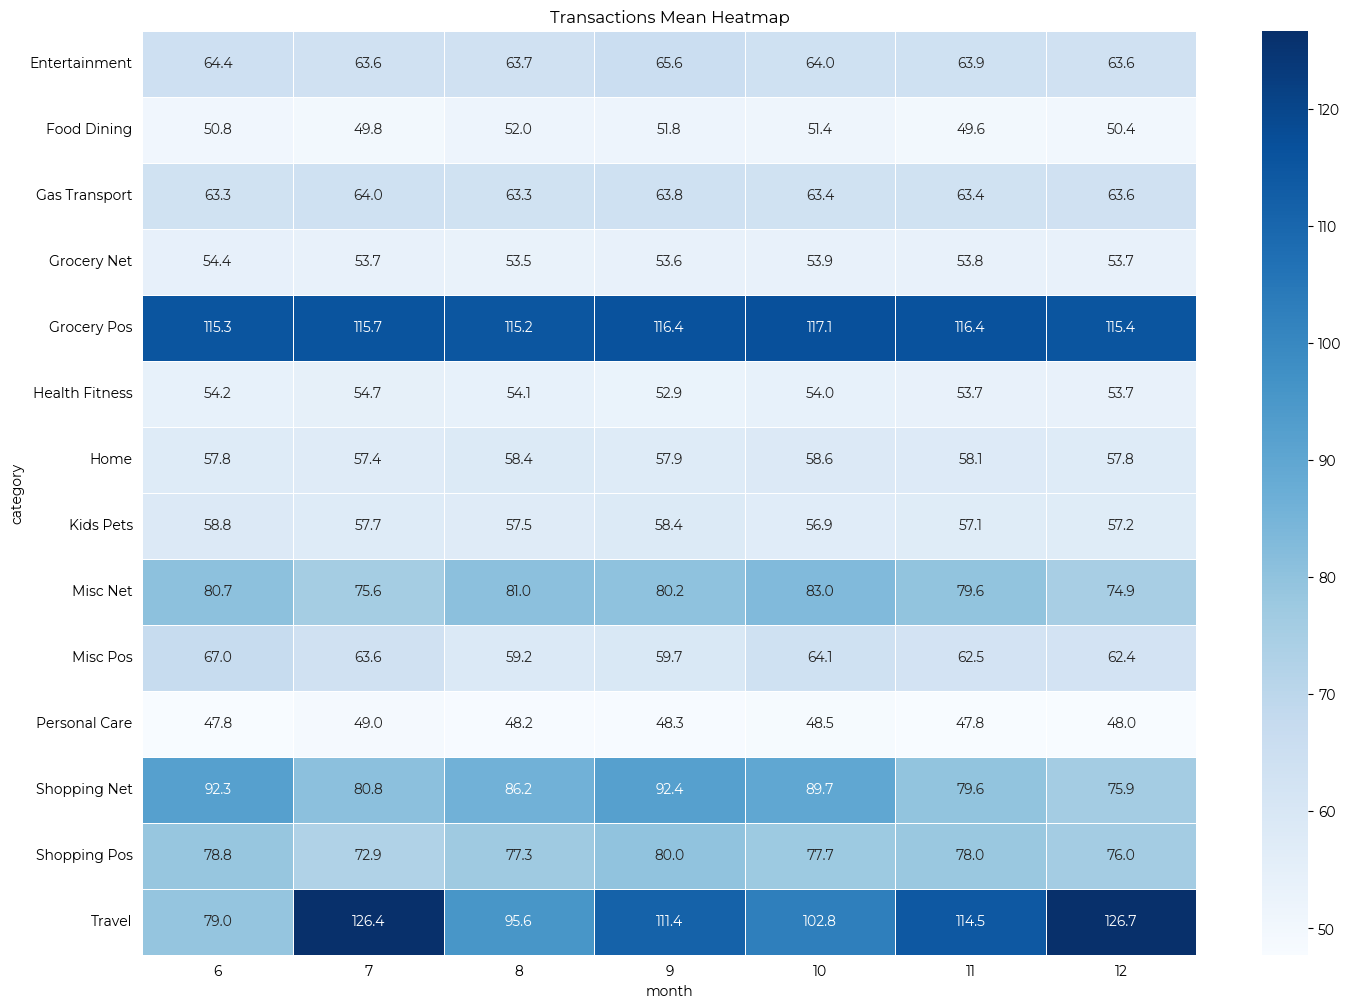 Transactions Mean Heatmap
Entertainment 64.4 63.6 63.7 65.6 64.0 63.9 63.6
Food Dining 50.8 49.8 52.0 51.8 51.4 49.6 50.4
Gas Transport 63.3 64.0 63.3 63.8 63.4 63.4 63.6
Grocery Net 54.4 53.7 53.5 53.6 53.9 53.8 53.7
Grocery Pos 115.3 115.7 115.2 116.4 117.1 116.4 115.4
Health Fitness 54.2 54.7 54.1 52.9 54.0 53.7 53.7
Home 57.8 57.4 58.4 57.9 58.6 58.1 57.8
Kids Pets 58.8 57.7 57.5 58.4 56.9 57.1 57.2
Misc Net 80.7 75.6 81.0 80.2 83.0 79.6 74.9
Misc Pos 67.0 63.6 59.2 59.7 64.1 62.5 62.4
Personal Care 47.8 49.0 48.2 48.3 48.5 47.8 48.0
Shopping Net 92.3 80.8 86.2 92.4 89.7 79.6 75.9
Shopping Pos 78.8 72.9 77.3 80.0 77.7 78.0 76.0
Travel 79.0 126.4 95.6 111.4 102.8 114.5 126.7
6 7 8 9 10 11 12
month
category
120
110
100
90
80
70
60
50